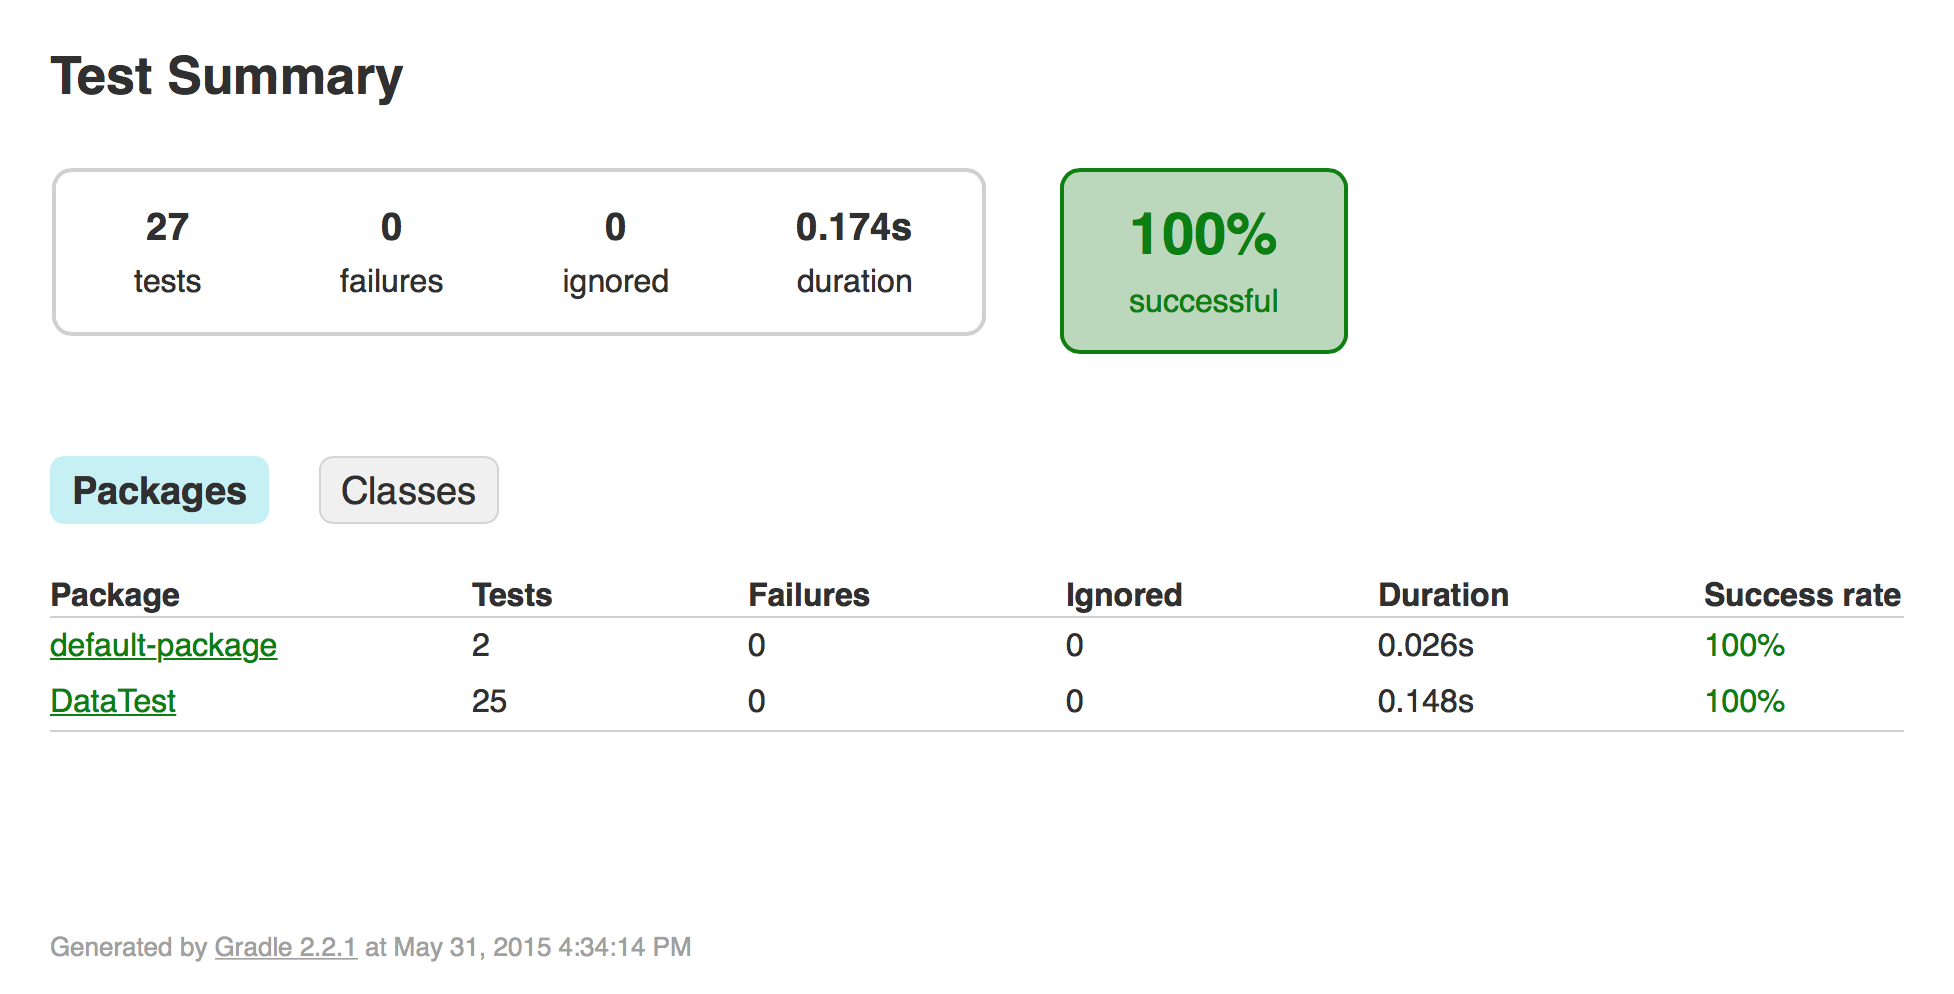 Test Summary
27 0 0 0.174s
tests failures ignored duration
100%
successful
Packages Classes
Package Tests Failures Ignored Duration Success rate
default-package 2 0 0 0.026s 100%
DataTest 25 0 0 0.148s 100%
Generated by Gradle 2.2.1 at May 31, 2015 4:34:14 PM